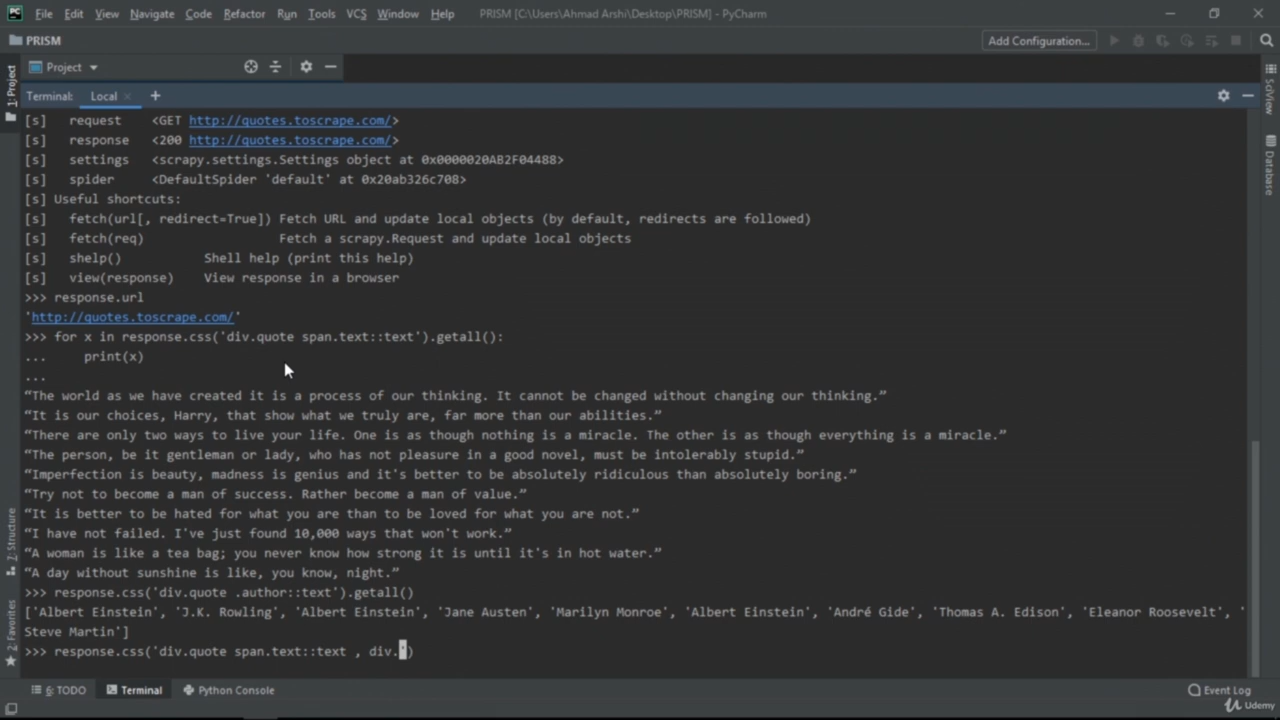 File Edit View Navigate Code Refactor Run Tools VCS Window Help PRISM [C:\Users\Ahmad Arshi\Desktop\PRISM] - PyCharm
PRISM Add Configuration...
Project
1: Project
Terminal: Local +
[s] request <GET http://quotes.toscrape.com/>
[s] response <200 http://quotes.toscrape.com/>
[s] settings <scrapy.settings.Settings object at 0x0000020AB2F04488>
[s] spider <DefaultSpider 'default' at 0x20ab326c708>
[s] Useful shortcuts:
[s] fetch(url[, redirect=True]) Fetch URL and update local objects (by default, redirects are followed)
[s] fetch(req) Fetch a scrapy.Request and update local objects
[s] shelp() Shell help (print this help)
[s] view(response) View response in a browser
>>> response.url
'http://quotes.toscrape.com/'
>>> for x in response.css('div.quote span.text::text').getall():
... print(x)
...
“The world as we have created it is a process of our thinking. It cannot be changed without changing our thinking.”
“It is our choices, Harry, that show what we truly are, far more than our abilities.”
“There are only two ways to live your life. One is as though nothing is a miracle. The other is as though everything is a miracle.”
“The person, be it gentleman or lady, who has not pleasure in a good novel, must be intolerably stupid.”
“Imperfection is beauty, madness is genius and it's better to be absolutely ridiculous than absolutely boring.”
“Try not to become a man of success. Rather become a man of value.”
“It is better to be hated for what you are than to be loved for what you are not.”
“I have not failed. I've just found 10,000 ways that won't work.”
“A woman is like a tea bag; you never know how strong it is until it's in hot water.”
“A day without sunshine is like, you know, night.”
>>> response.css('div.quote .author::text').getall()
['Albert Einstein', 'J.K. Rowling', 'Albert Einstein', 'Jane Austen', 'Marilyn Monroe', 'Albert Einstein', 'André Gide', 'Thomas A. Edison', 'Eleanor Roosevelt', '
Steve Martin']
>>> response.css('div.quote span.text::text , div.')
SciView
Database
7: Structure
2: Favorites
6: TODO Terminal Python Console Event Log
Udemy